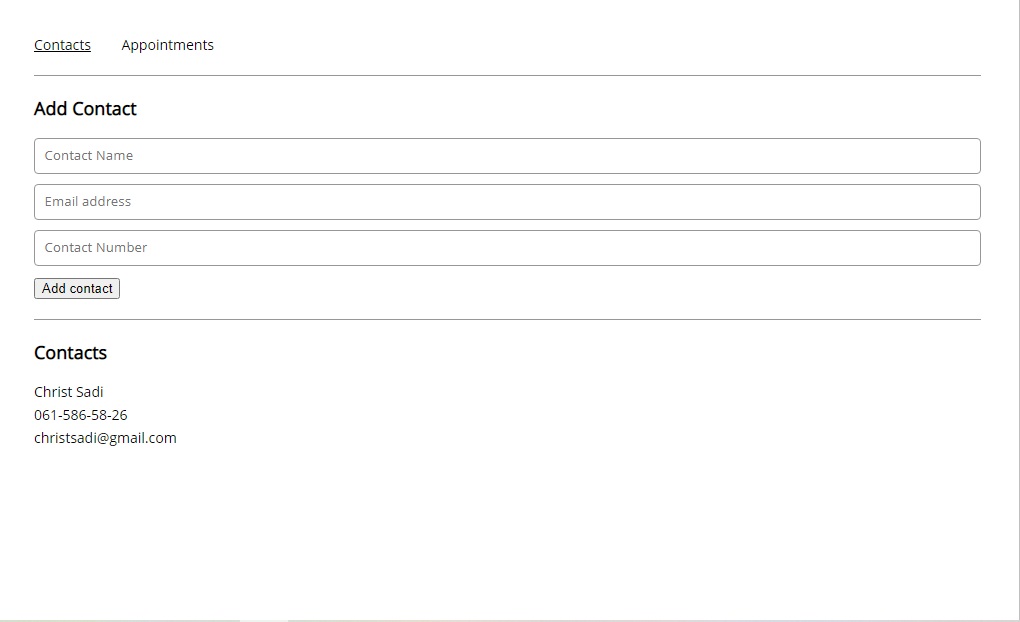 Contacts Appointments
Add Contact
Contact Name
Email address
Contact Number
Add contact
Contacts
Christ Sadi
061-586-58-26
christsadi@gmail.com